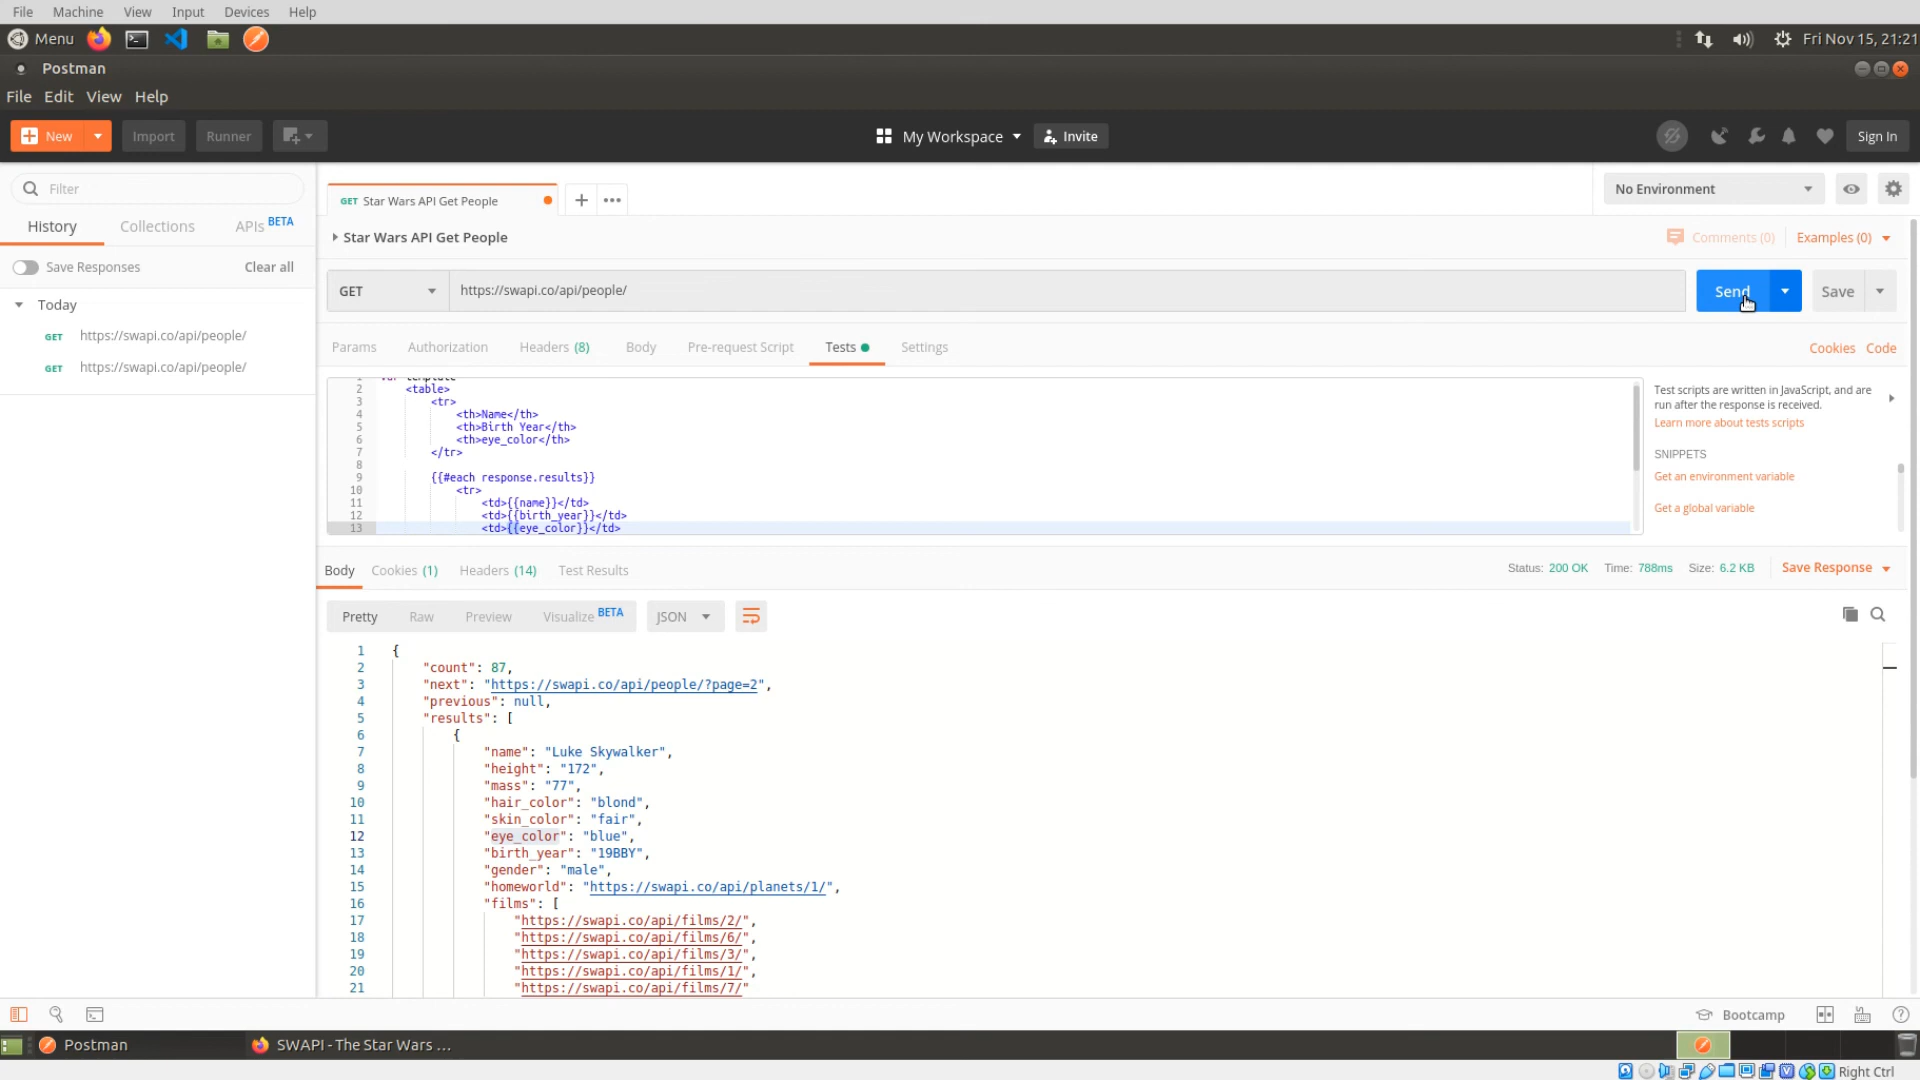 File Machine View Input Devices Help
Menu Fri Nov 15, 21:21
Postman
File Edit View Help
New Import Runner My Workspace Invite Sign In
Filter
History Collections APIs BETA
Save Responses Clear all
Today
GET https://swapi.co/api/people/
GET https://swapi.co/api/people/
GET Star Wars API Get People
No Environment
Star Wars API Get People Comments (0) Examples (0)
GET https://swapi.co/api/people/ Send Save
Params Authorization Headers (8) Body Pre-request Script Tests Settings Cookies Code
1 var template
2 <table>
3 <tr>
4 <th>Name</th>
5 <th>Birth Year</th>
6 <th>eye_color</th>
7 </tr>
8
9 {{#each response.results}}
10 <tr>
11 <td>{{name}}</td>
12 <td>{{birth_year}}</td>
13 <td>{{eye_color}}</td>
Test scripts are written in JavaScript, and are
run after the response is received.
Learn more about tests scripts
SNIPPETS
Get an environment variable
Get a global variable
Body Cookies (1) Headers (14) Test Results Status: 200 OK Time: 788ms Size: 6.2 KB Save Response
Pretty Raw Preview Visualize BETA JSON
1 {
2 "count": 87,
3 "next": "https://swapi.co/api/people/?page=2",
4 "previous": null,
5 "results": [
6 {
7 "name": "Luke Skywalker",
8 "height": "172",
9 "mass": "77",
10 "hair_color": "blond",
11 "skin_color": "fair",
12 "eye_color": "blue",
13 "birth_year": "19BBY",
14 "gender": "male",
15 "homeworld": "https://swapi.co/api/planets/1/",
16 "films": [
17 "https://swapi.co/api/films/2/",
18 "https://swapi.co/api/films/6/",
19 "https://swapi.co/api/films/3/",
20 "https://swapi.co/api/films/1/",
21 "https://swapi.co/api/films/7/"
Bootcamp
Postman SWAPI - The Star Wars ...
Right Ctrl